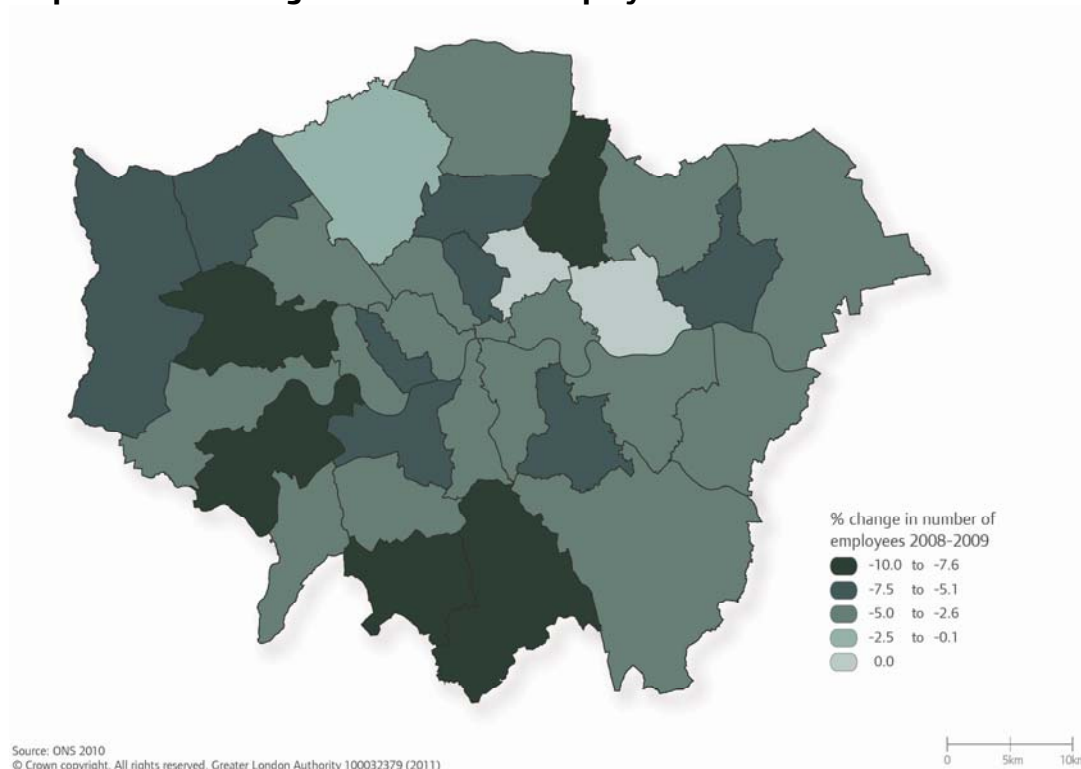 % change in number of
employees 2008-2009
-10.0 to -7.6
-7.5 to -5.1
-5.0 to -2.6
-2.5 to -0.1
0.0
Source: ONS 2010
© Crown copyright. All rights reserved. Greater London Authority 100032379 (2011)
0 5km 10km